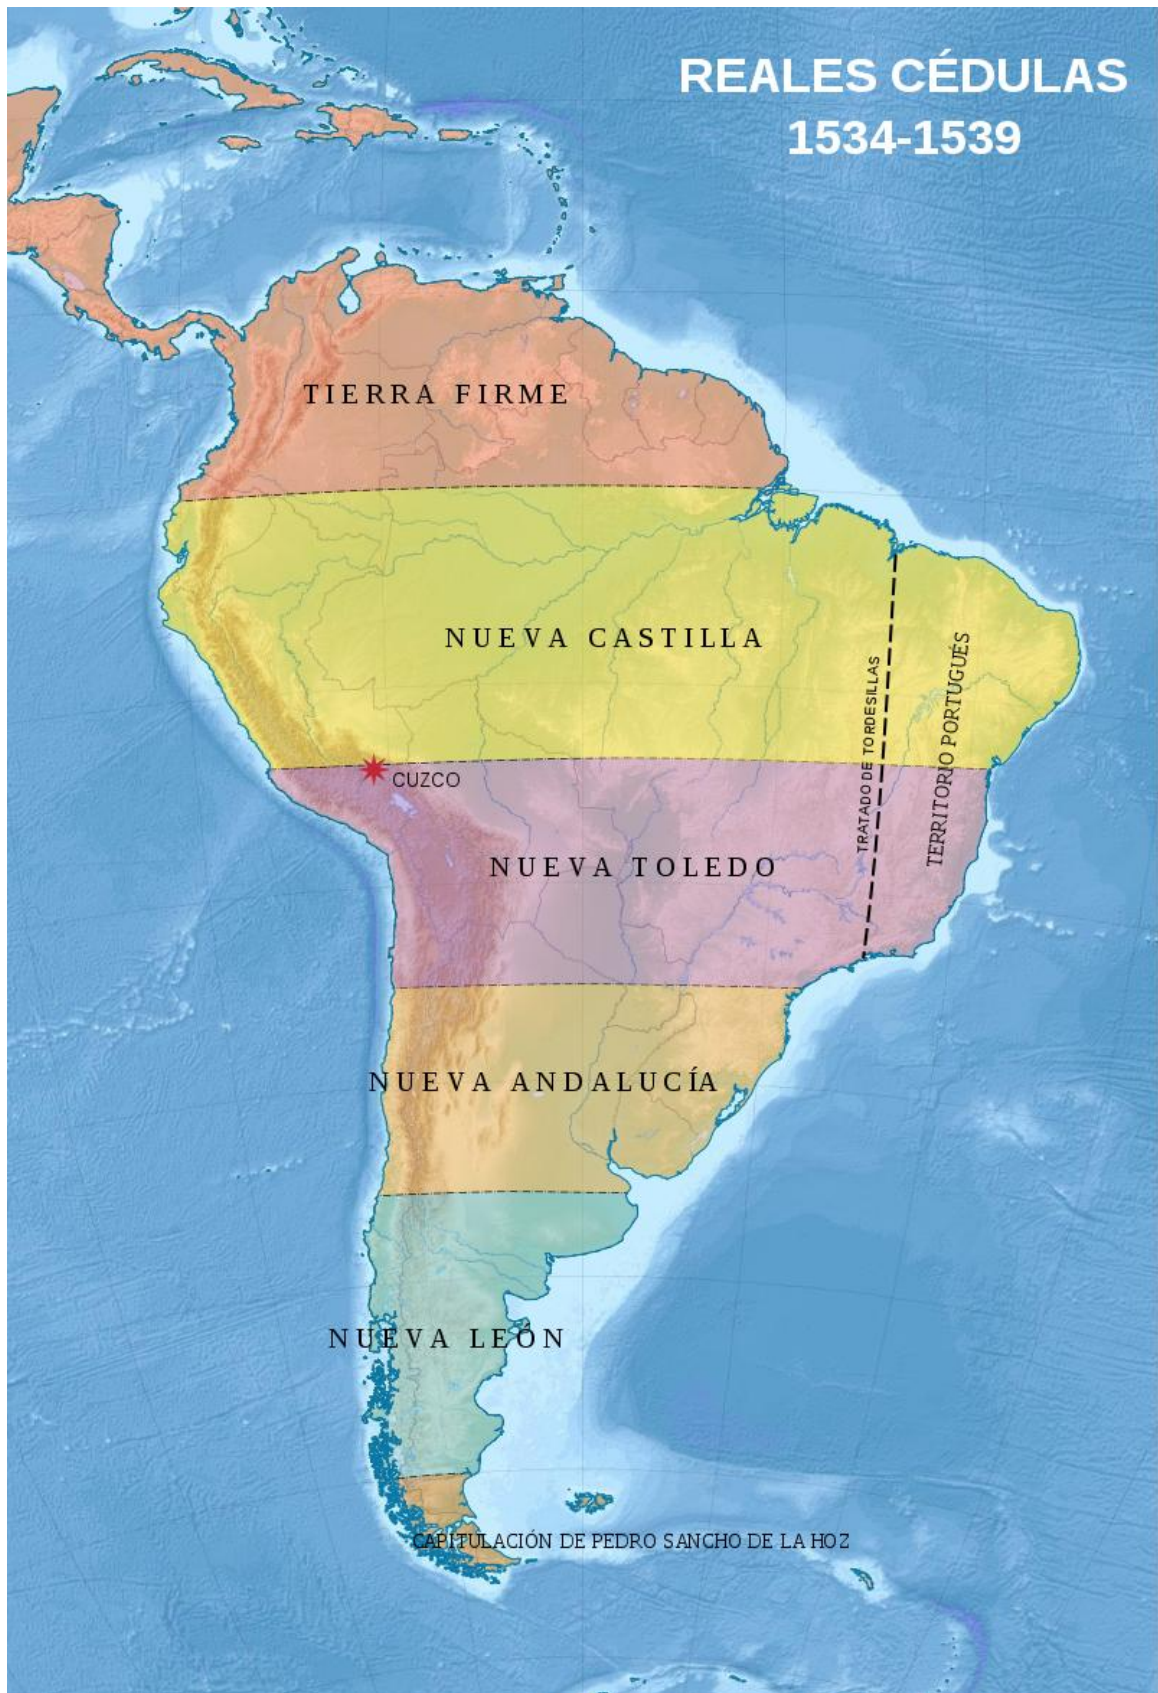 REALES CÉDULAS
1534-1539
TIERRA FIRME
NUEVA CASTILLA
TRATADO DE TORDESILLAS
TERRITORIO PORTUGUÉS
CUZCO
NUEVA TOLEDO
NUEVA ANDALUCÍA
NUEVA LEÓN
CAPITULACIÓN DE PEDRO SANCHO DE LA HOZ